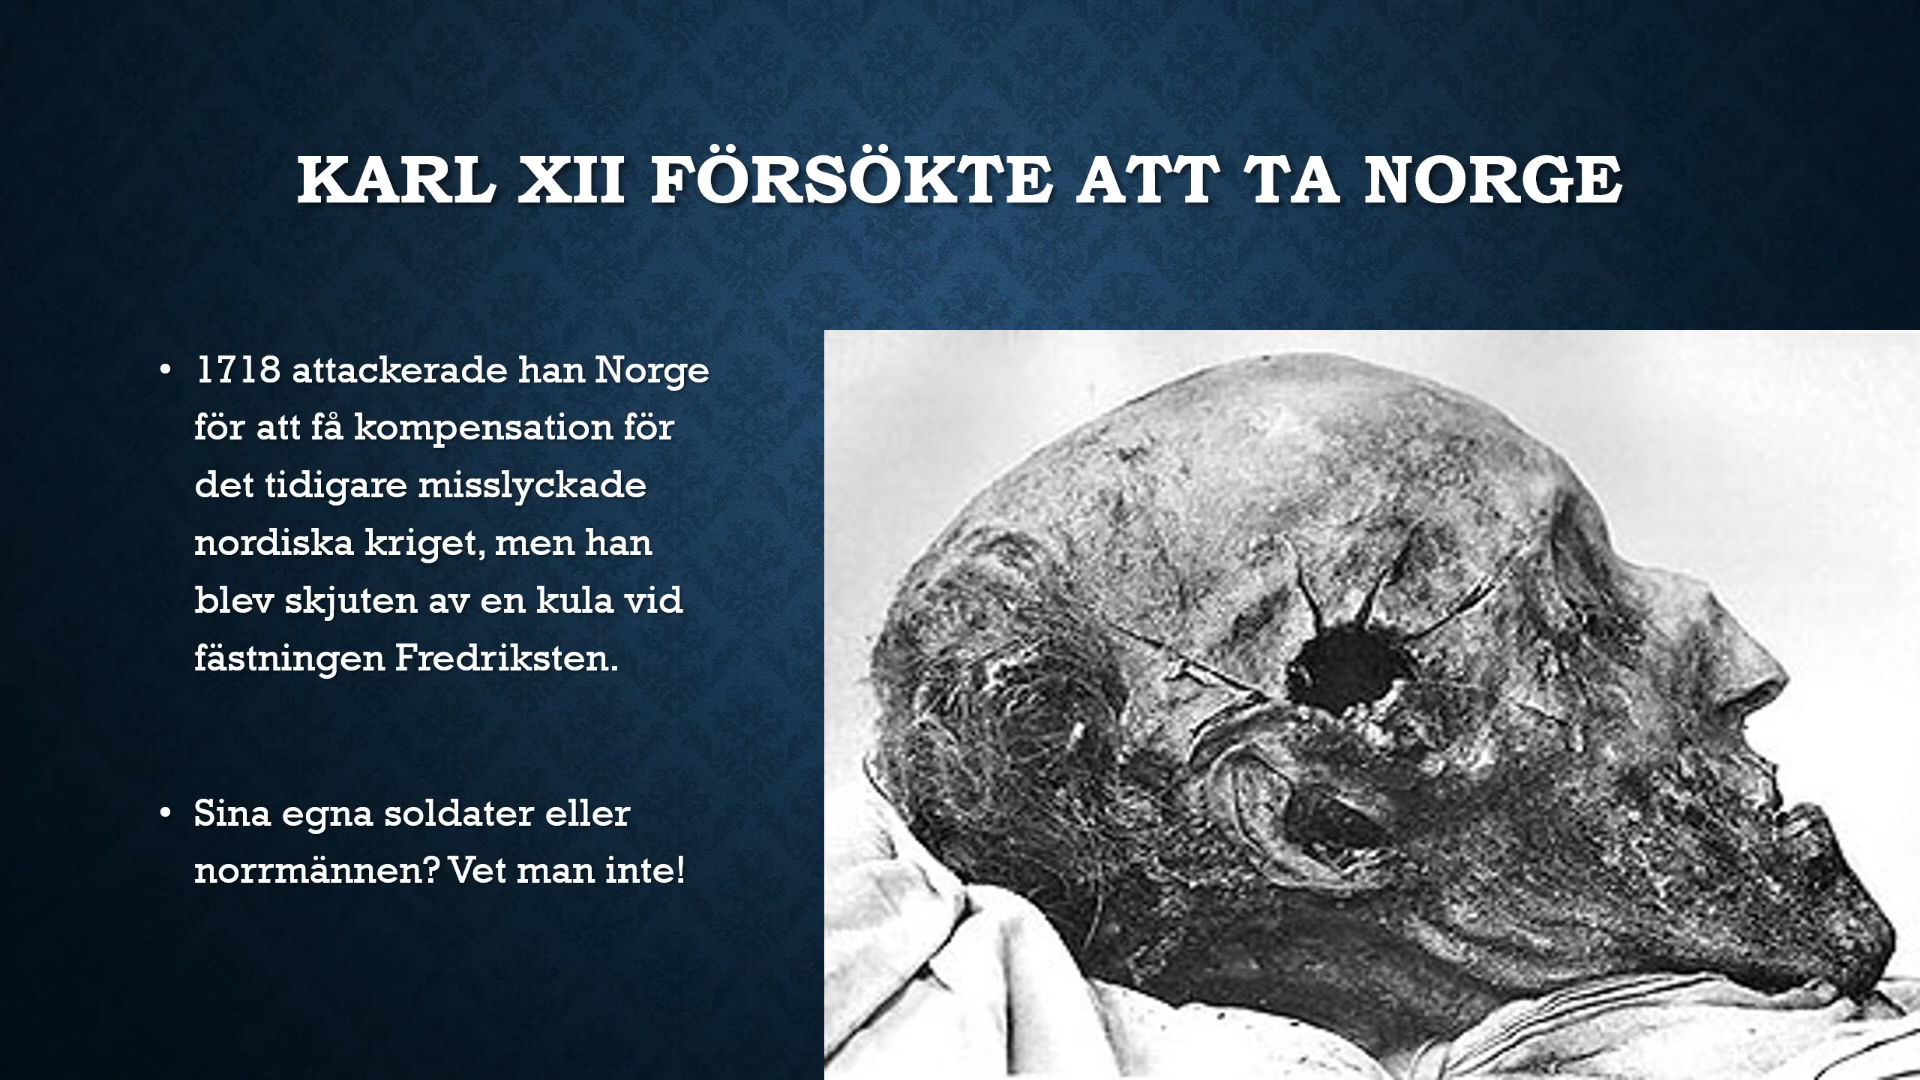 KARL XII FÖRSÖKTE ATT TA NORGE
• 1718 attackerade han Norge
för att få kompensation för
det tidigare misslyckade
nordiska kriget, men han
blev skjuten av en kula vid
fästningen Fredriksten.
• Sina egna soldater eller
norrmännen? Vet man inte!